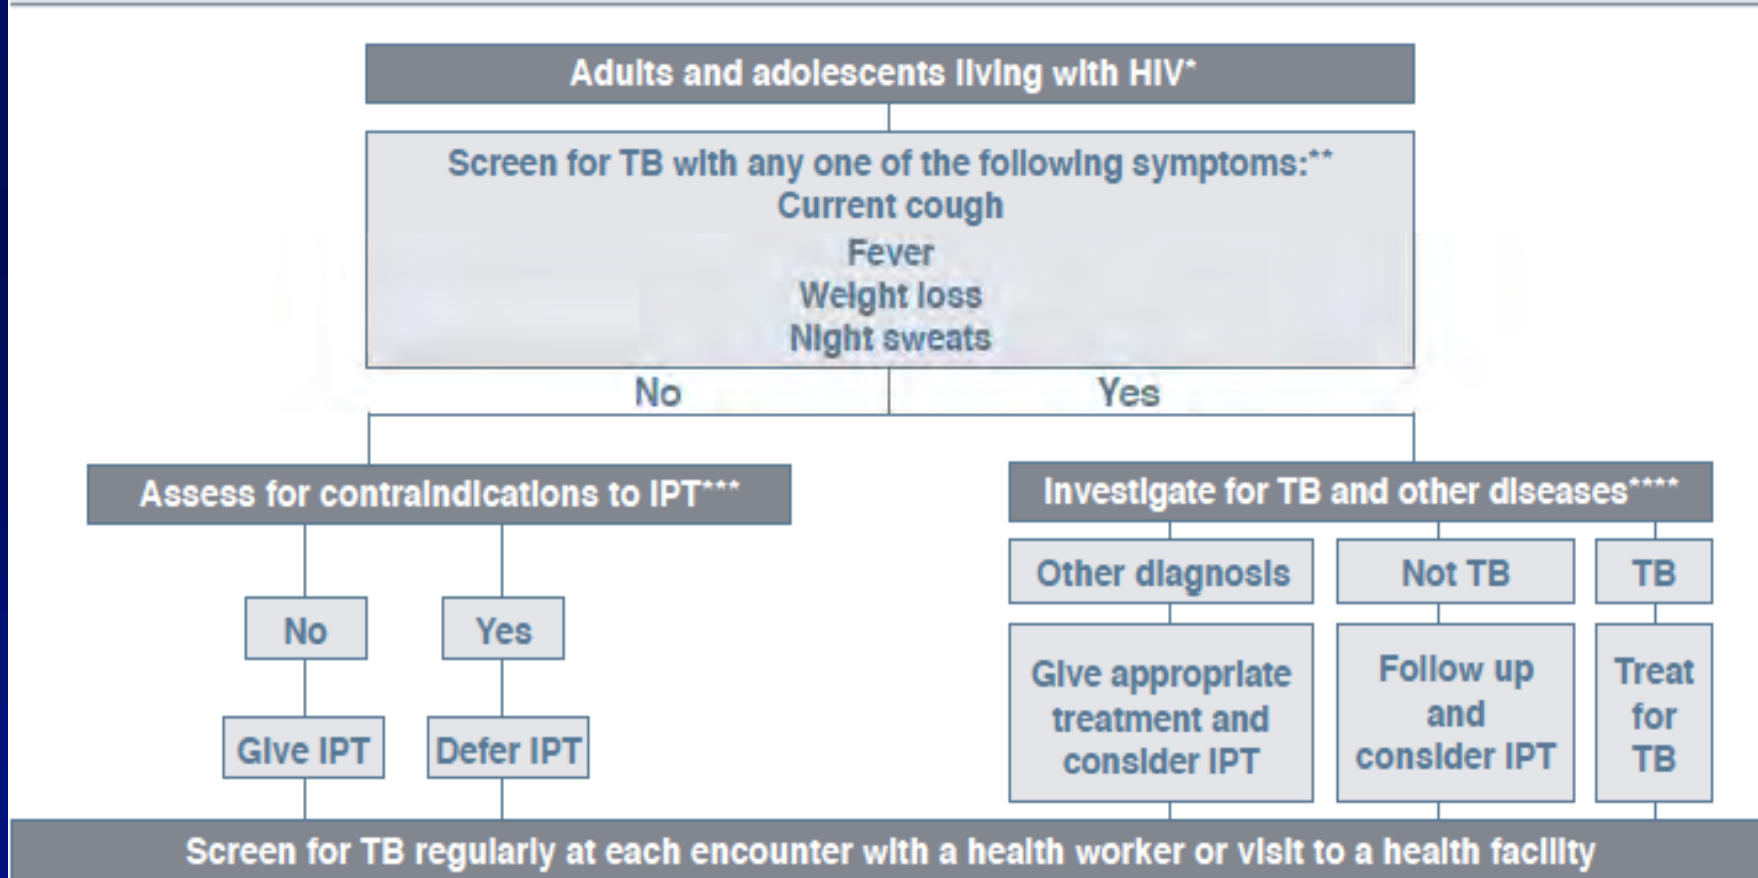 Adults and adolescents living with HIV*
Screen for TB with any one of the following symptoms:**
Current cough
Fever
Weight loss
Night sweats
No
Yes
Assess for contraindications to IPT***
No
Yes
Give IPT
Defer IPT
Investigate for TB and other diseases****
Other diagnosis
Not TB
TB
Give appropriate
treatment and
consider IPT
Follow up
and
consider IPT
Treat
for
TB
Screen for TB regularly at each encounter with a health worker or visit to a health facility